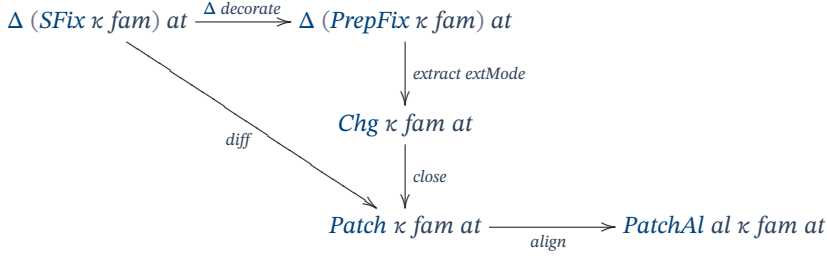 Δ (SFix κ fam) at Δ decorate Δ (PrepFix κ fam) at
extract extMode
Chg κ fam at
diff
close
Patch κ fam at align PatchAl al κ fam at